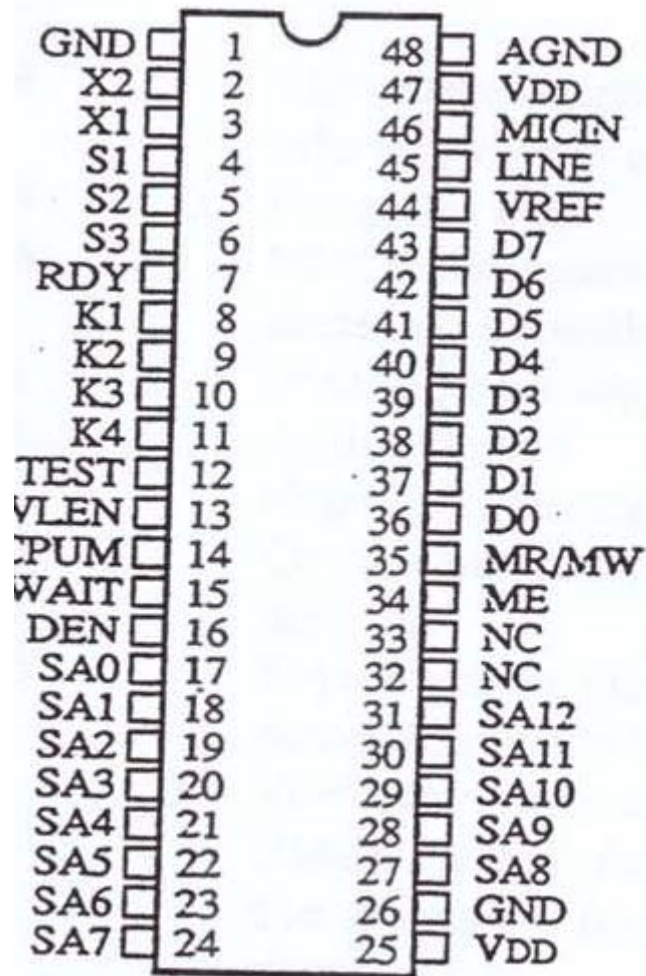 GND 1 48 AGND
X2 2 47 VDD
X1 3 46 MICIN
S1 4 45 LINE
S2 5 44 VREF
S3 6 43 D7
RDY 7 42 D6
K1 8 41 D5
K2 9 40 D4
K3 10 39 D3
K4 11 38 D2
TEST 12 37 D1
VLEN 13 36 D0
CPUM 14 35 MR/MW
WAIT 15 34 ME
DEN 16 33 NC
SA0 17 32 NC
SA1 18 31 SA12
SA2 19 30 SA11
SA3 20 29 SA10
SA4 21 28 SA9
SA5 22 27 SA8
SA6 23 26 GND
SA7 24 25 VDD